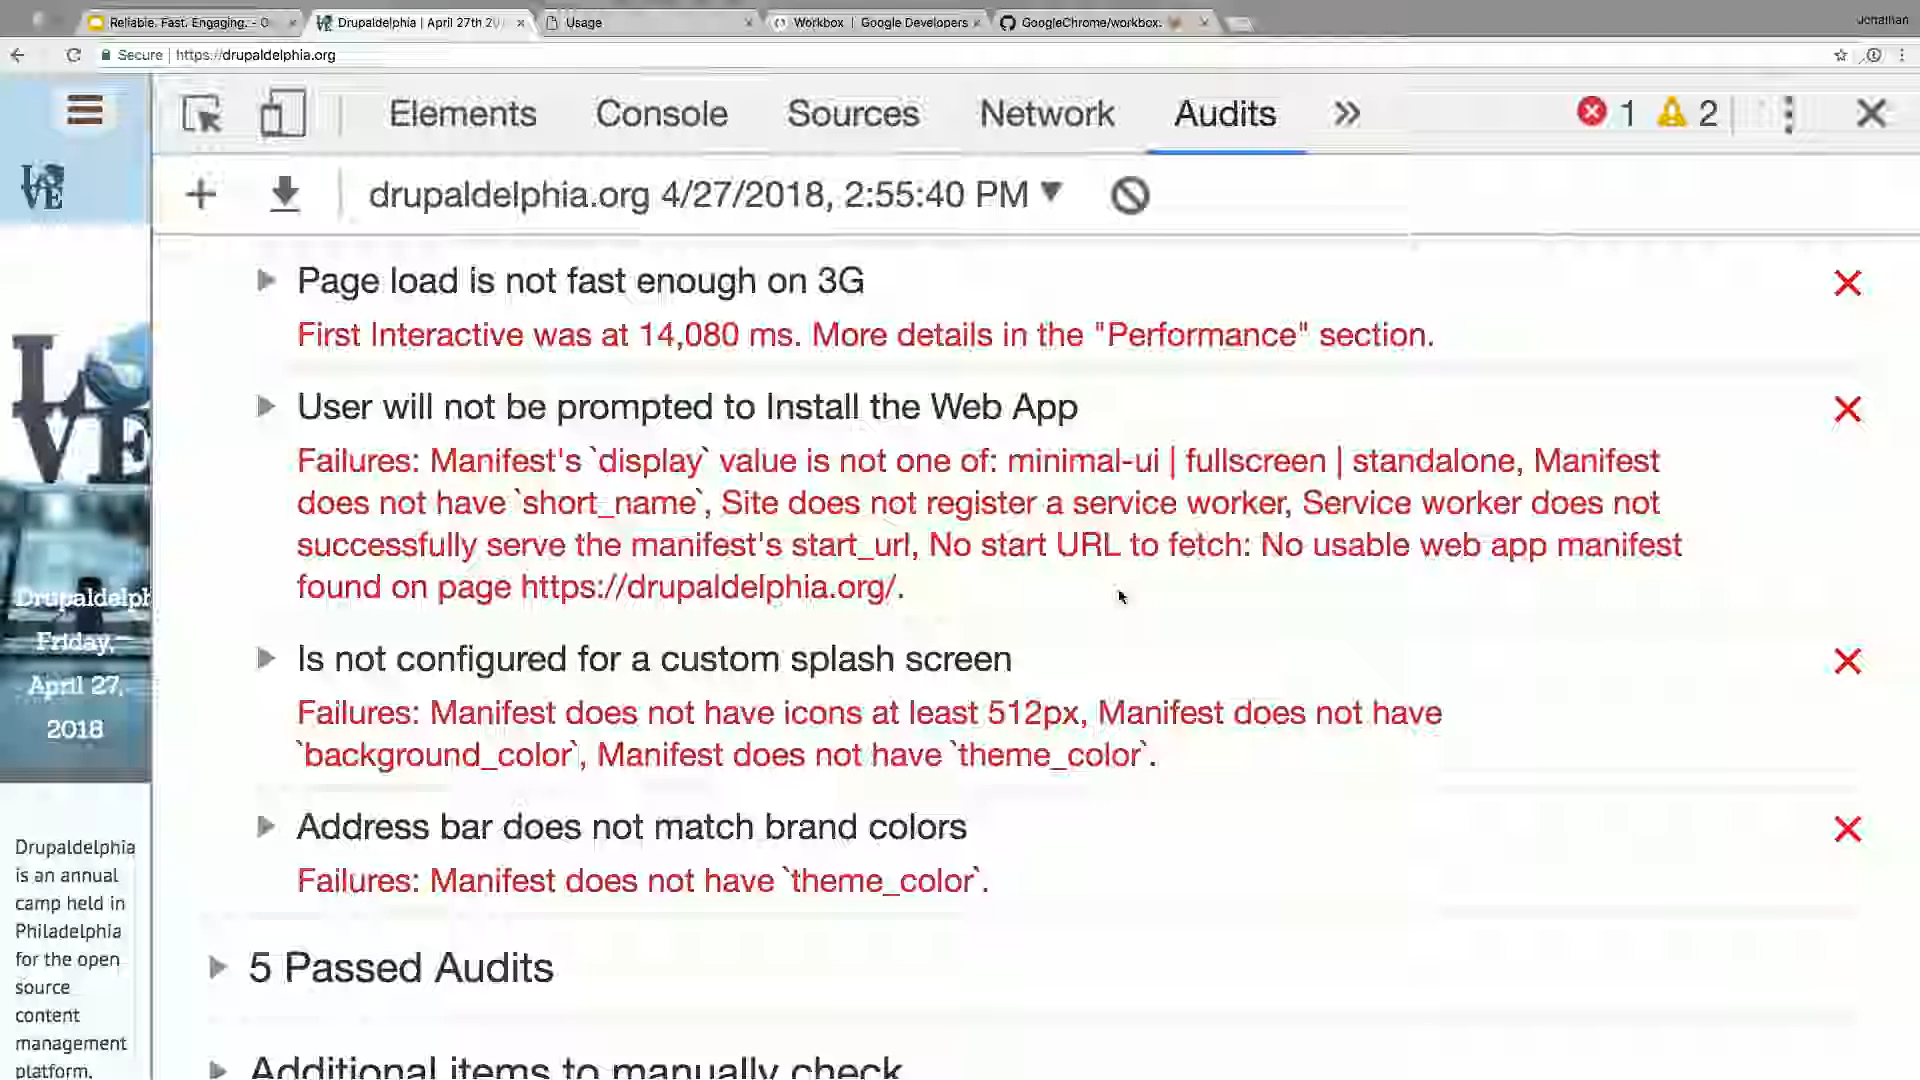 Reliable. Fast. Engaging. - G
Drupaldelphia | April 27th 20
Usage
Workbox | Google Developers
GoogleChrome/workbox:
Jonathan
Secure | https://drupaldelphia.org
Elements
Console
Sources
Network
Audits
1
2
drupaldelphia.org 4/27/2018, 2:55:40 PM
LOVE
Page load is not fast enough on 3G
First Interactive was at 14,080 ms. More details in the "Performance" section.
User will not be prompted to Install the Web App
Failures: Manifest's `display` value is not one of: minimal-ui | fullscreen | standalone, Manifest
does not have `short_name`, Site does not register a service worker, Service worker does not
successfully serve the manifest's start_url, No start URL to fetch: No usable web app manifest
found on page https://drupaldelphia.org/.
Is not configured for a custom splash screen
Failures: Manifest does not have icons at least 512px, Manifest does not have
`background_color`, Manifest does not have `theme_color`.
Address bar does not match brand colors
Failures: Manifest does not have `theme_color`.
5 Passed Audits
Additional items to manually check
LOVE
Drupaldelph
Friday,
April 27,
2018
Drupaldelphia
is an annual
camp held in
Philadelphia
for the open
source
content
management
platform,